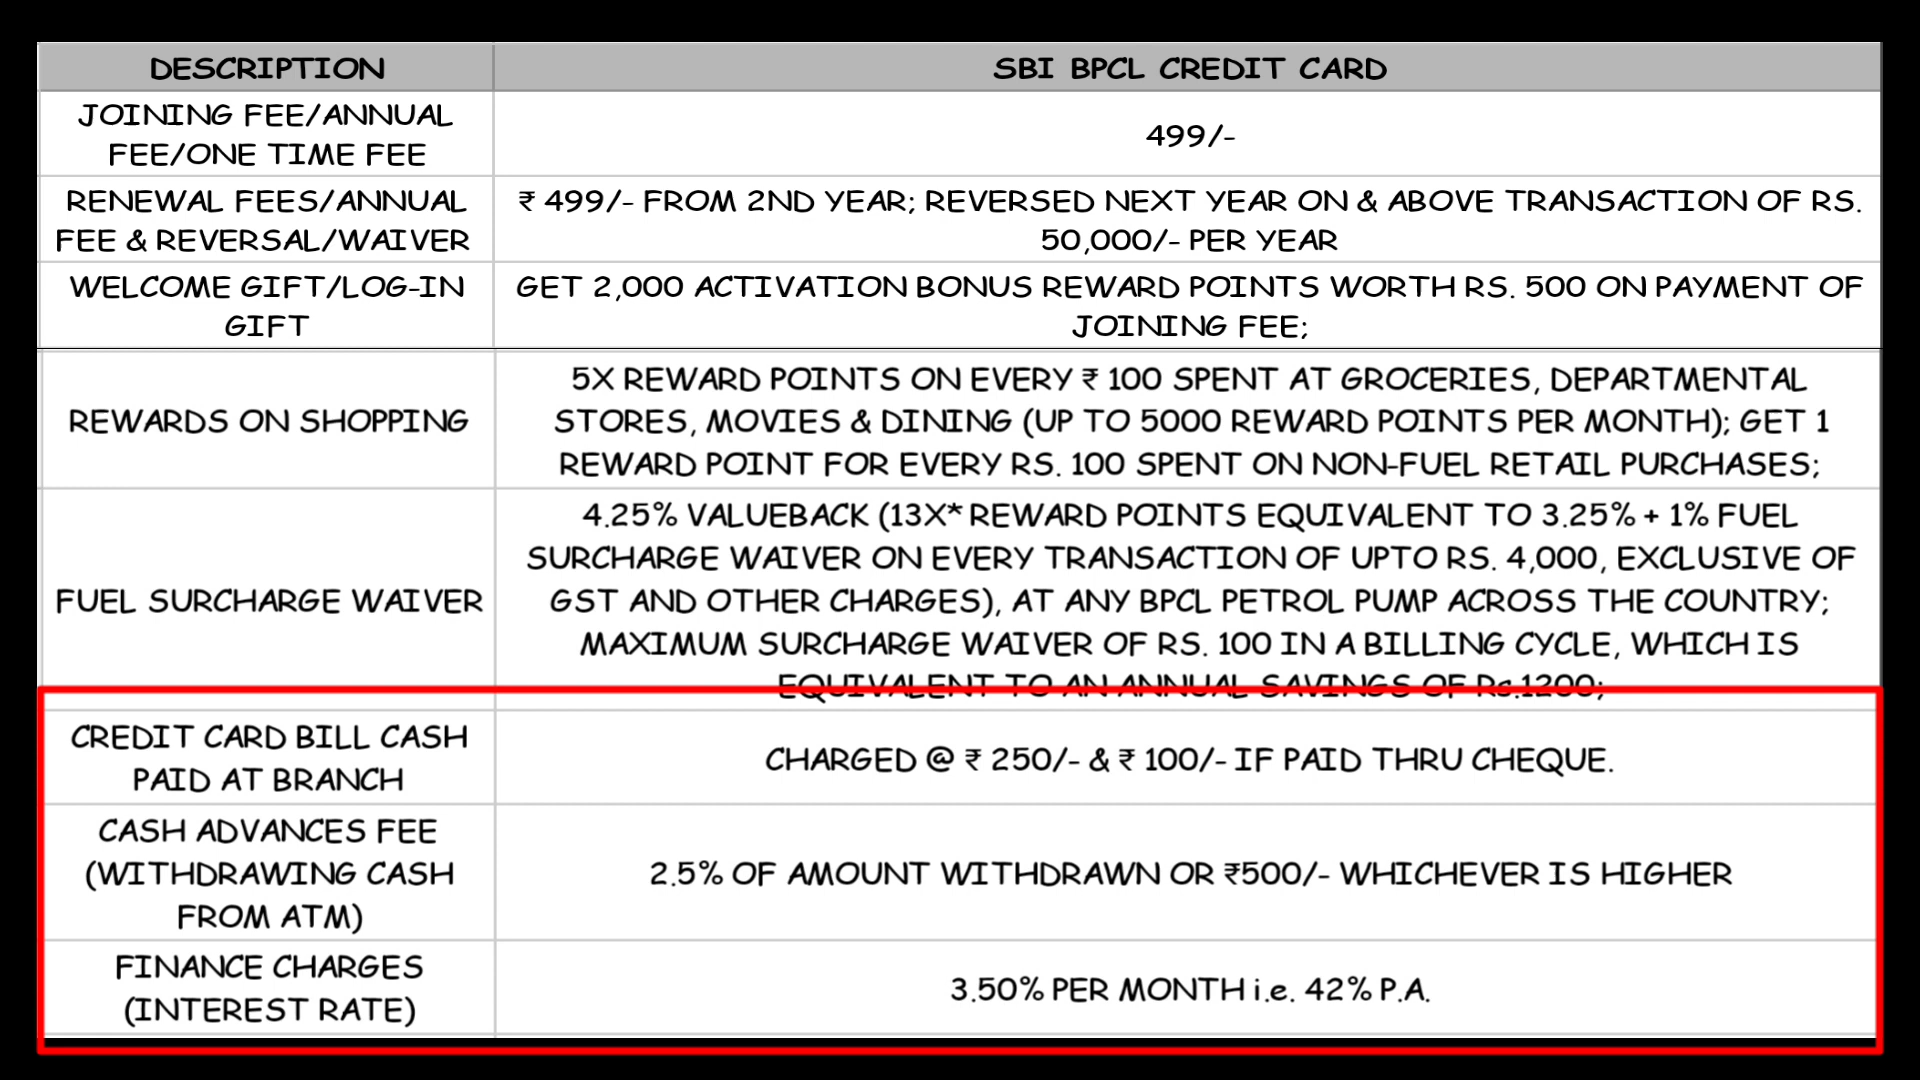 DESCRIPTION
SBI BPCL CREDIT CARD
JOINING FEE/ANNUAL
FEE/ONE TIME FEE
499/-
RENEWAL FEES/ANNUAL
FEE & REVERSAL/WAIVER
₹ 499/- FROM 2ND YEAR; REVERSED NEXT YEAR ON & ABOVE TRANSACTION OF RS.
50,000/- PER YEAR
WELCOME GIFT/LOG-IN
GIFT
GET 2,000 ACTIVATION BONUS REWARD POINTS WORTH RS. 500 ON PAYMENT OF
JOINING FEE;
REWARDS ON SHOPPING
5X REWARD POINTS ON EVERY ₹ 100 SPENT AT GROCERIES, DEPARTMENTAL
STORES, MOVIES & DINING (UP TO 5000 REWARD POINTS PER MONTH); GET 1
REWARD POINT FOR EVERY RS. 100 SPENT ON NON-FUEL RETAIL PURCHASES;
FUEL SURCHARGE WAIVER
4.25% VALUEBACK (13X* REWARD POINTS EQUIVALENT TO 3.25% + 1% FUEL
SURCHARGE WAIVER ON EVERY TRANSACTION OF UPTO RS. 4,000, EXCLUSIVE OF
GST AND OTHER CHARGES), AT ANY BPCL PETROL PUMP ACROSS THE COUNTRY;
MAXIMUM SURCHARGE WAIVER OF RS. 100 IN A BILLING CYCLE, WHICH IS
EQUIVALENT TO AN ANNUAL SAVINGS OF Rs.1200;
CREDIT CARD BILL CASH
PAID AT BRANCH
CHARGED @ ₹ 250/- & ₹ 100/- IF PAID THRU CHEQUE.
CASH ADVANCES FEE
(WITHDRAWING CASH
FROM ATM)
2.5% OF AMOUNT WITHDRAWN OR ₹500/- WHICHEVER IS HIGHER
FINANCE CHARGES
(INTEREST RATE)
3.50% PER MONTH i.e. 42% P.A.